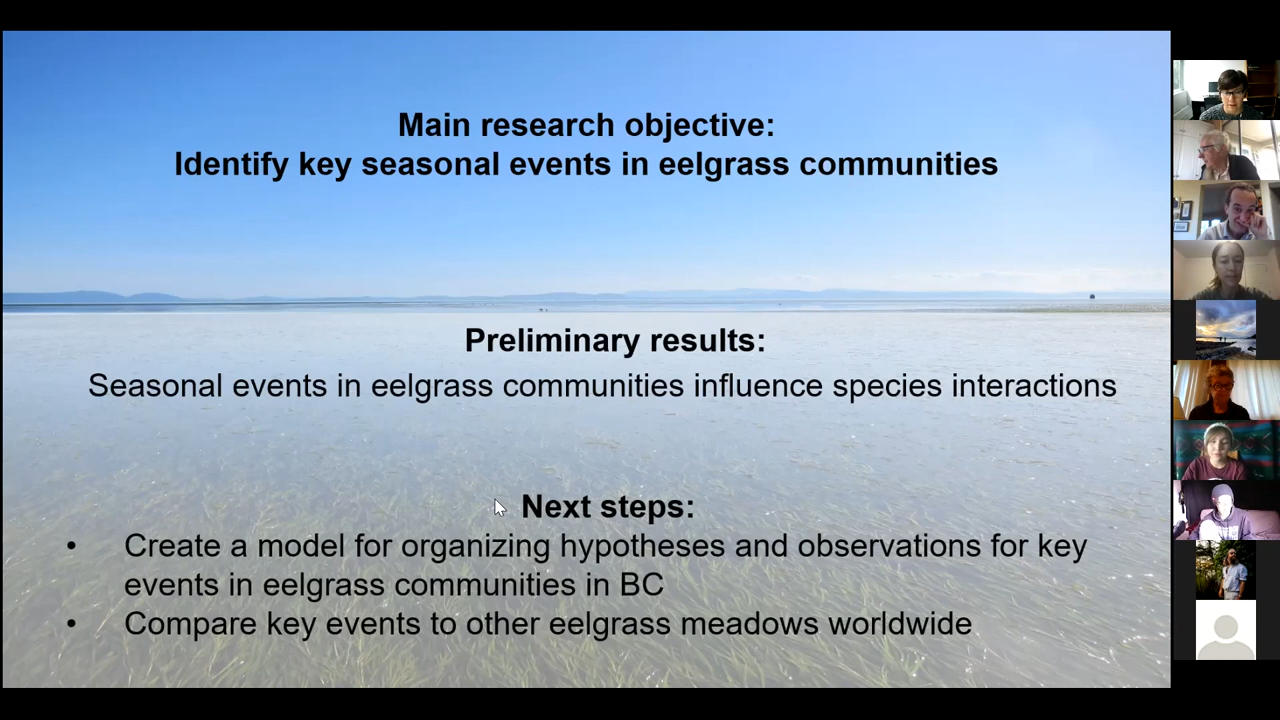 Main research objective:
Identify key seasonal events in eelgrass communities
Preliminary results:
Seasonal events in eelgrass communities influence species interactions
Next steps:
• Create a model for organizing hypotheses and observations for key
events in eelgrass communities in BC
• Compare key events to other eelgrass meadows worldwide